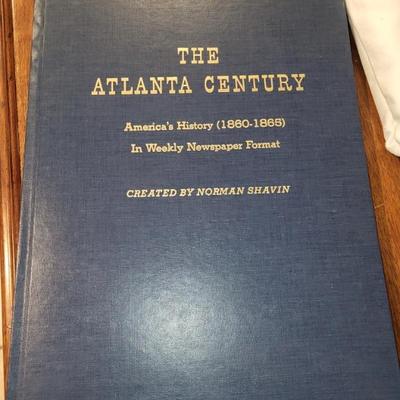 THE
ATLANTA CENTURY
America's History (1860-1865)
In Weekly Newspaper Format
CREATED BY NORMAN SHAVIN